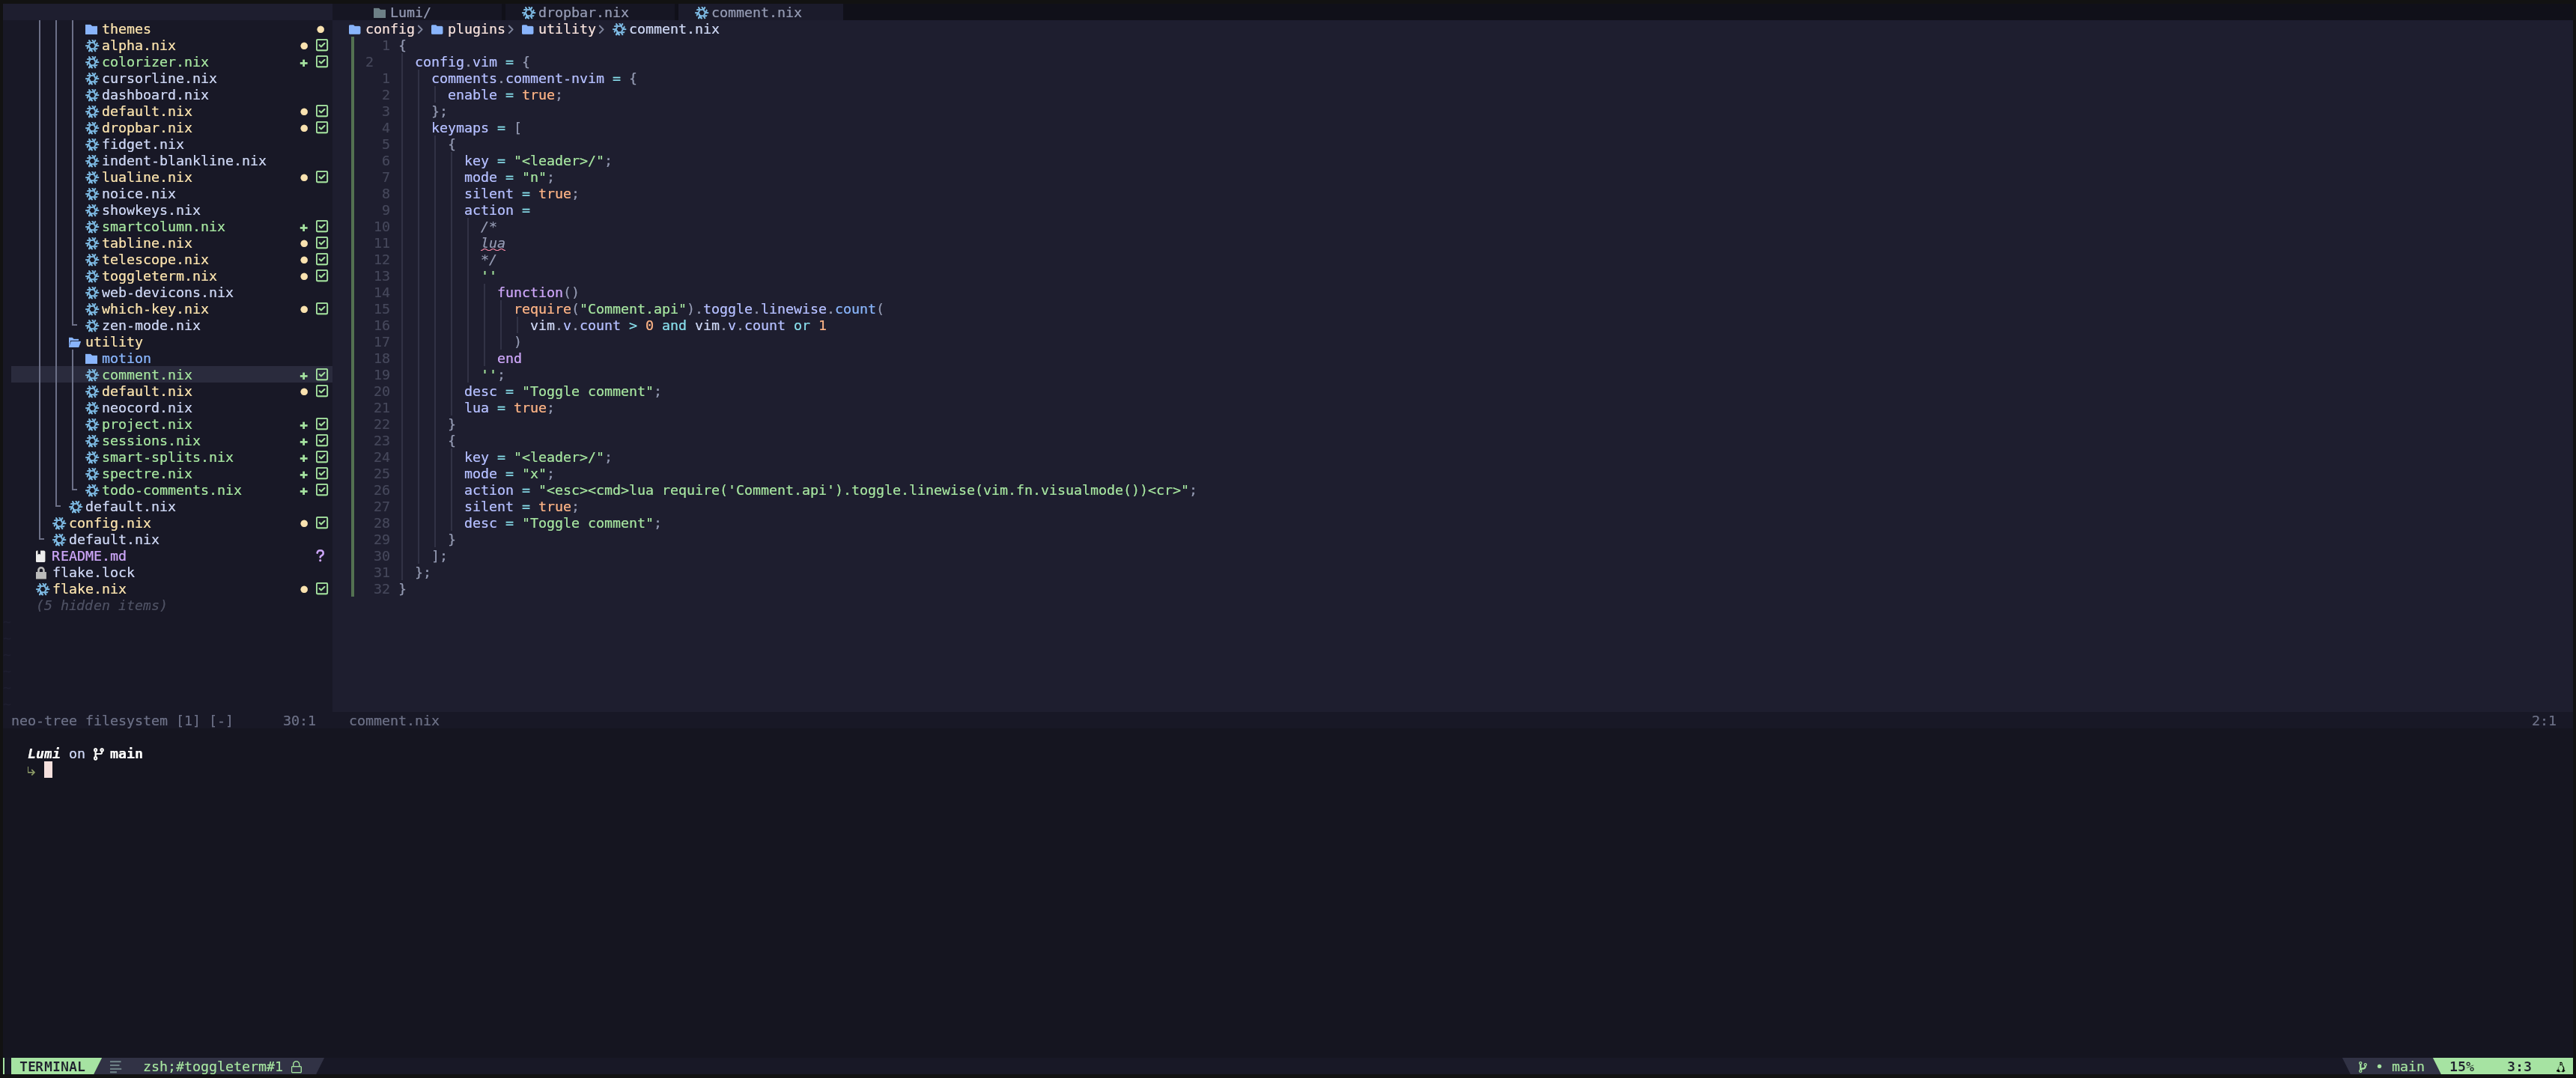 Lumi/ dropbar.nix comment.nix
themes
alpha.nix
colorizer.nix
cursorline.nix
dashboard.nix
default.nix
dropbar.nix
fidget.nix
indent-blankline.nix
lualine.nix
noice.nix
showkeys.nix
smartcolumn.nix
tabline.nix
telescope.nix
toggleterm.nix
web-devicons.nix
which-key.nix
zen-mode.nix
utility
motion
comment.nix
default.nix
neocord.nix
project.nix
sessions.nix
smart-splits.nix
spectre.nix
todo-comments.nix
default.nix
config.nix
default.nix
README.md ?
flake.lock
flake.nix
(5 hidden items)
config > plugins > utility > comment.nix
1 {
2 config.vim = {
1 comments.comment-nvim = {
2 enable = true;
3 };
4 keymaps = [
5 {
6 key = "<leader>/";
7 mode = "n";
8 silent = true;
9 action =
10 /*
11 lua
12 */
13 ''
14 function()
15 require("Comment.api").toggle.linewise.count(
16 vim.v.count > 0 and vim.v.count or 1
17 )
18 end
19 '';
20 desc = "Toggle comment";
21 lua = true;
22 }
23 {
24 key = "<leader>/";
25 mode = "x";
26 action = "<esc><cmd>lua require('Comment.api').toggle.linewise(vim.fn.visualmode())<cr>";
27 silent = true;
28 desc = "Toggle comment";
29 }
30 ];
31 };
32 }
neo-tree filesystem [1] [-] 30:1 comment.nix 2:1
Lumi on main
TERMINAL zsh;#toggleterm#1 • main 15% 3:3